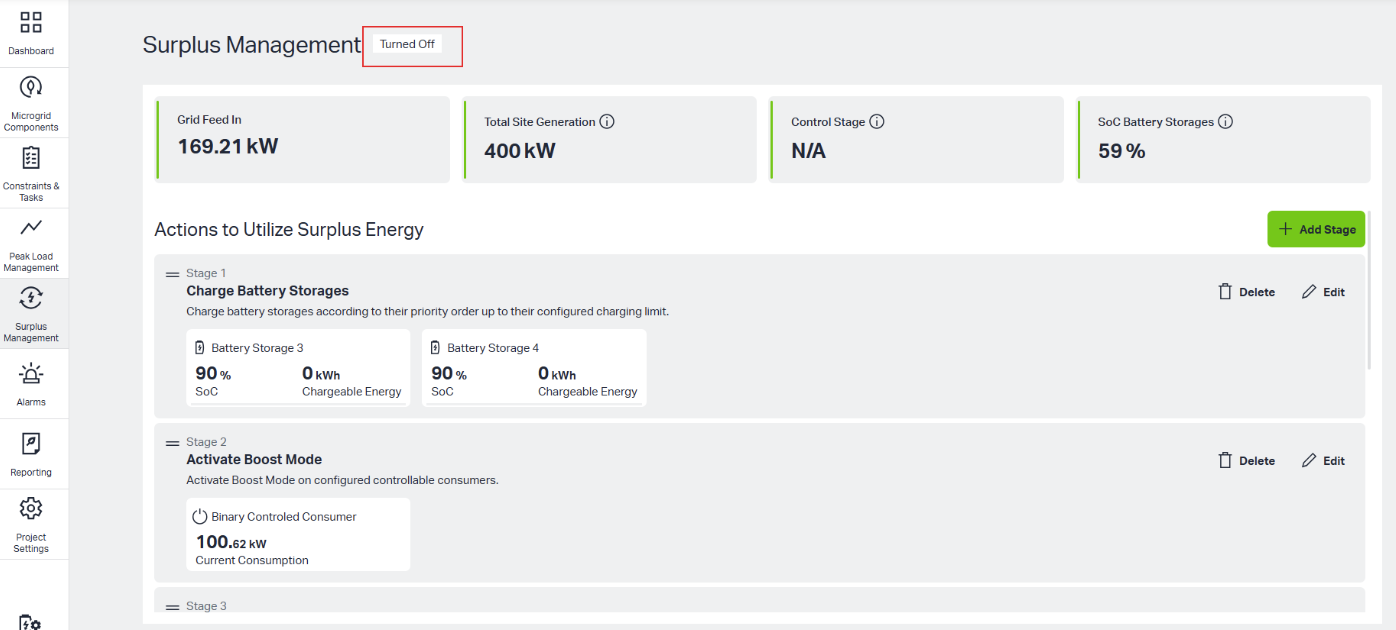 Dashboard
Microgrid
Components
Constraints &
Tasks
Peak Load
Management
Surplus
Management
Alarms
Reporting
Project
Settings
Surplus Management
Turned Off
Grid Feed In
169.21 kW
Total Site Generation
400 kW
Control Stage
N/A
SoC Battery Storages
59 %
Actions to Utilize Surplus Energy
Add Stage
Stage 1
Charge Battery Storages
Charge battery storages according to their priority order up to their configured charging limit.
Delete
Edit
Battery Storage 3
90 %
SoC
0 kWh
Chargeable Energy
Battery Storage 4
90 %
SoC
0 kWh
Chargeable Energy
Stage 2
Activate Boost Mode
Activate Boost Mode on configured controllable consumers.
Delete
Edit
Binary Controled Consumer
100.62 kW
Current Consumption
Stage 3